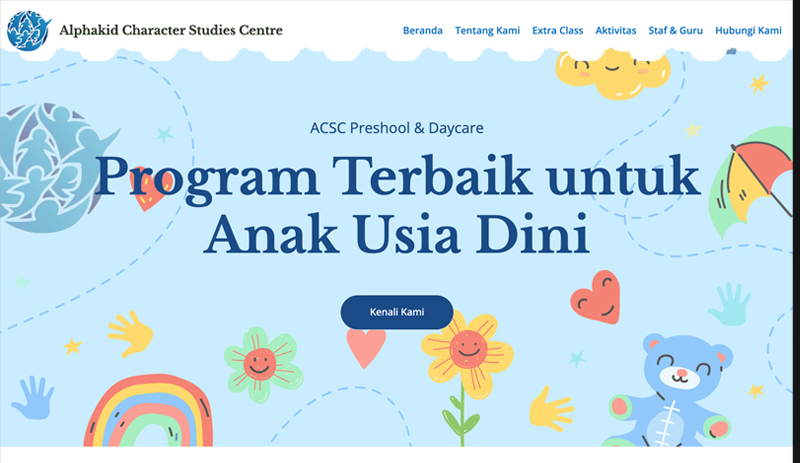 Alphakid Character Studies Centre
Beranda Tentang Kami Extra Class Aktivitas Staf & Guru Hubungi Kami
ACSC Preshool & Daycare
Program Terbaik untuk
Anak Usia Dini
Kenali Kami